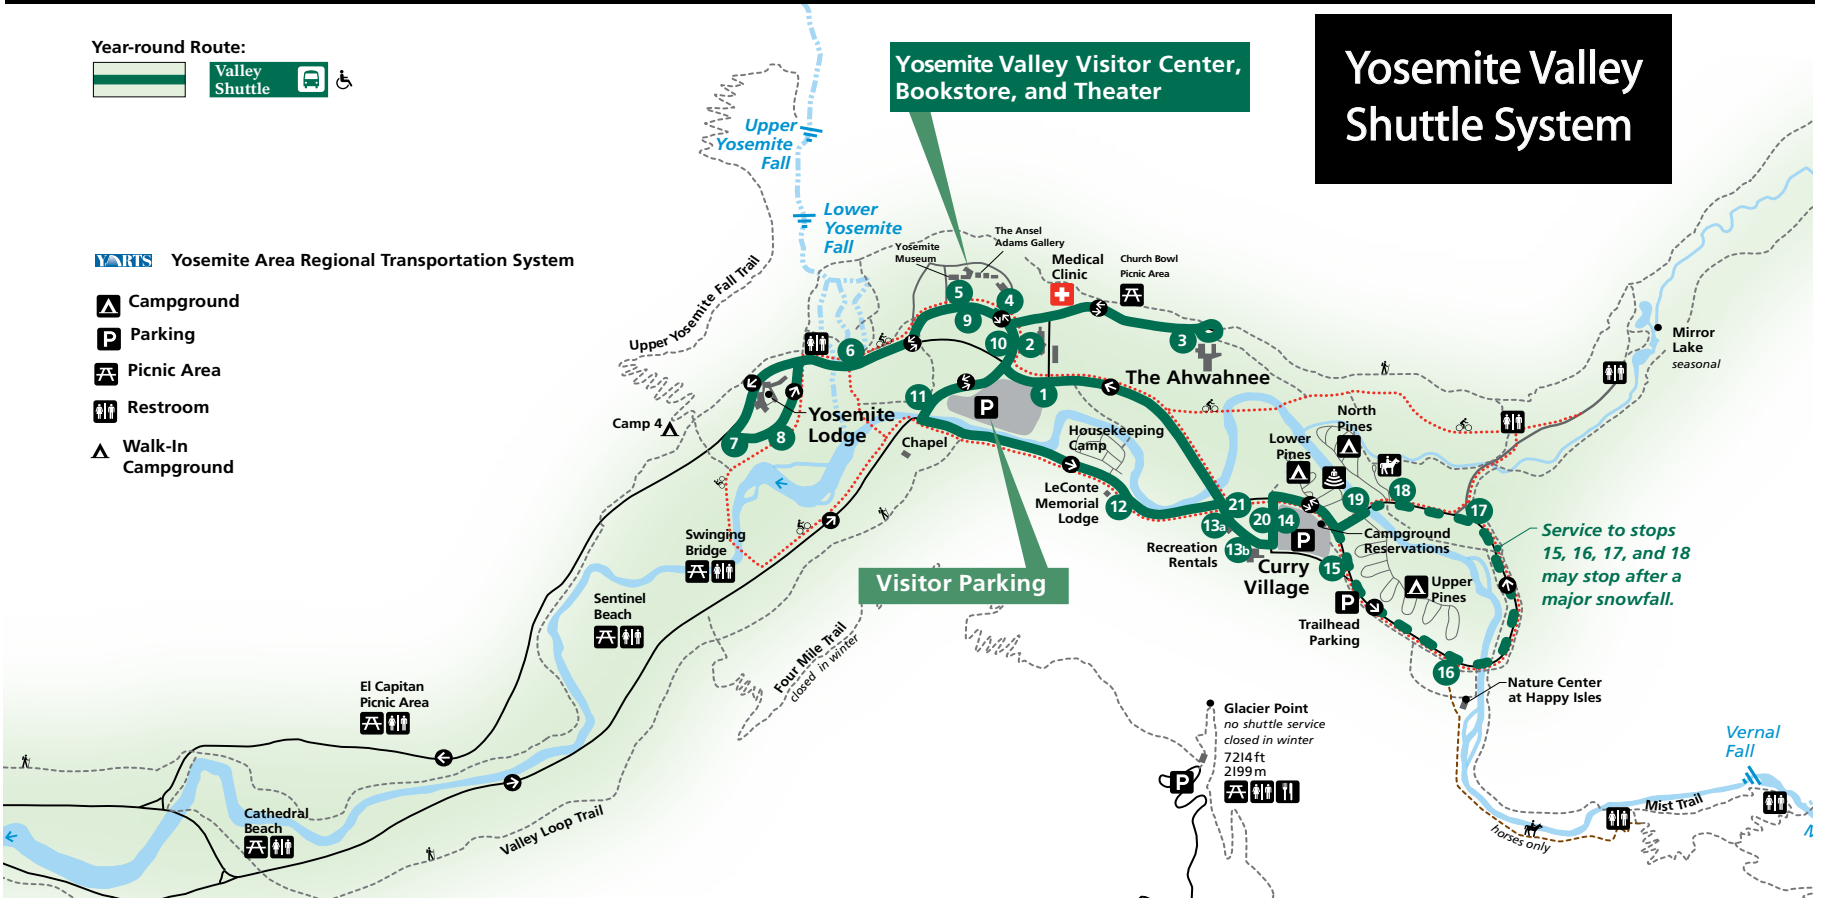 Year-round Route:
Valley
Shuttle
Yosemite Valley Visitor Center,
Bookstore, and Theater
Yosemite Valley
Shuttle System
Upper
Yosemite
Fall
Lower
Yosemite
Fall
YARTS Yosemite Area Regional Transportation System
Campground
P Parking
Picnic Area
Restroom
Walk-In
Campground
Yosemite
Museum
The Ansel
Adams Gallery
Medical
Clinic
Church Bowl
Picnic Area
Upper Yosemite Fall Trail
5
4
9
10
2
3
6
The Ahwahnee
Mirror
Lake
seasonal
11
P
1
Yosemite
Lodge
Camp 4
7
8
Chapel
Housekeeping
Camp
North
Pines
Lower
Pines
LeConte
Memorial
Lodge
12
21
13a
13b
20
14
P
19
18
17
Recreation
Rentals
Curry
Village
Campground
Reservations
15
Upper
Pines
P
Trailhead
Parking
16
Service to stops
15, 16, 17, and 18
may stop after a
major snowfall.
Swinging
Bridge
Visitor Parking
Sentinel
Beach
Four Mile Trail
closed in winter
El Capitan
Picnic Area
Nature Center
at Happy Isles
Glacier Point
no shuttle service
closed in winter
7214 ft
2199 m
P
Vernal
Fall
Mist Trail
horses only
Cathedral
Beach
Valley Loop Trail